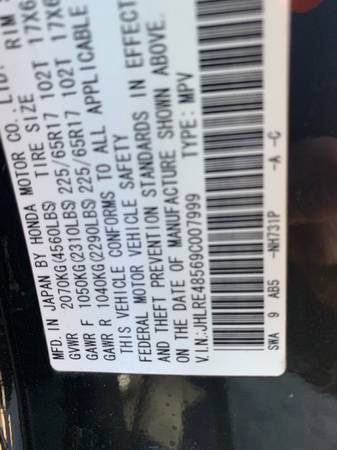 MFD. IN JAPAN BY HONDA MOTOR CO., LTD.
GVWR 2070KG(4560LBS) TIRE SIZE RIM
GAWR F 1050KG(2310LBS) 225/65R17 102T 17X6
GAWR R 1040KG(2290LBS) 225/65R17 102T 17X6
THIS VEHICLE CONFORMS TO ALL APPLICABLE
FEDERAL MOTOR VEHICLE SAFETY
AND THEFT PREVENTION STANDARDS IN EFFECT
ON THE DATE OF MANUFACTURE SHOWN ABOVE.
V.I.N:JHLRE48569C007999 TYPE: MPV
SWA 9 AB5 -NH731P -A -C